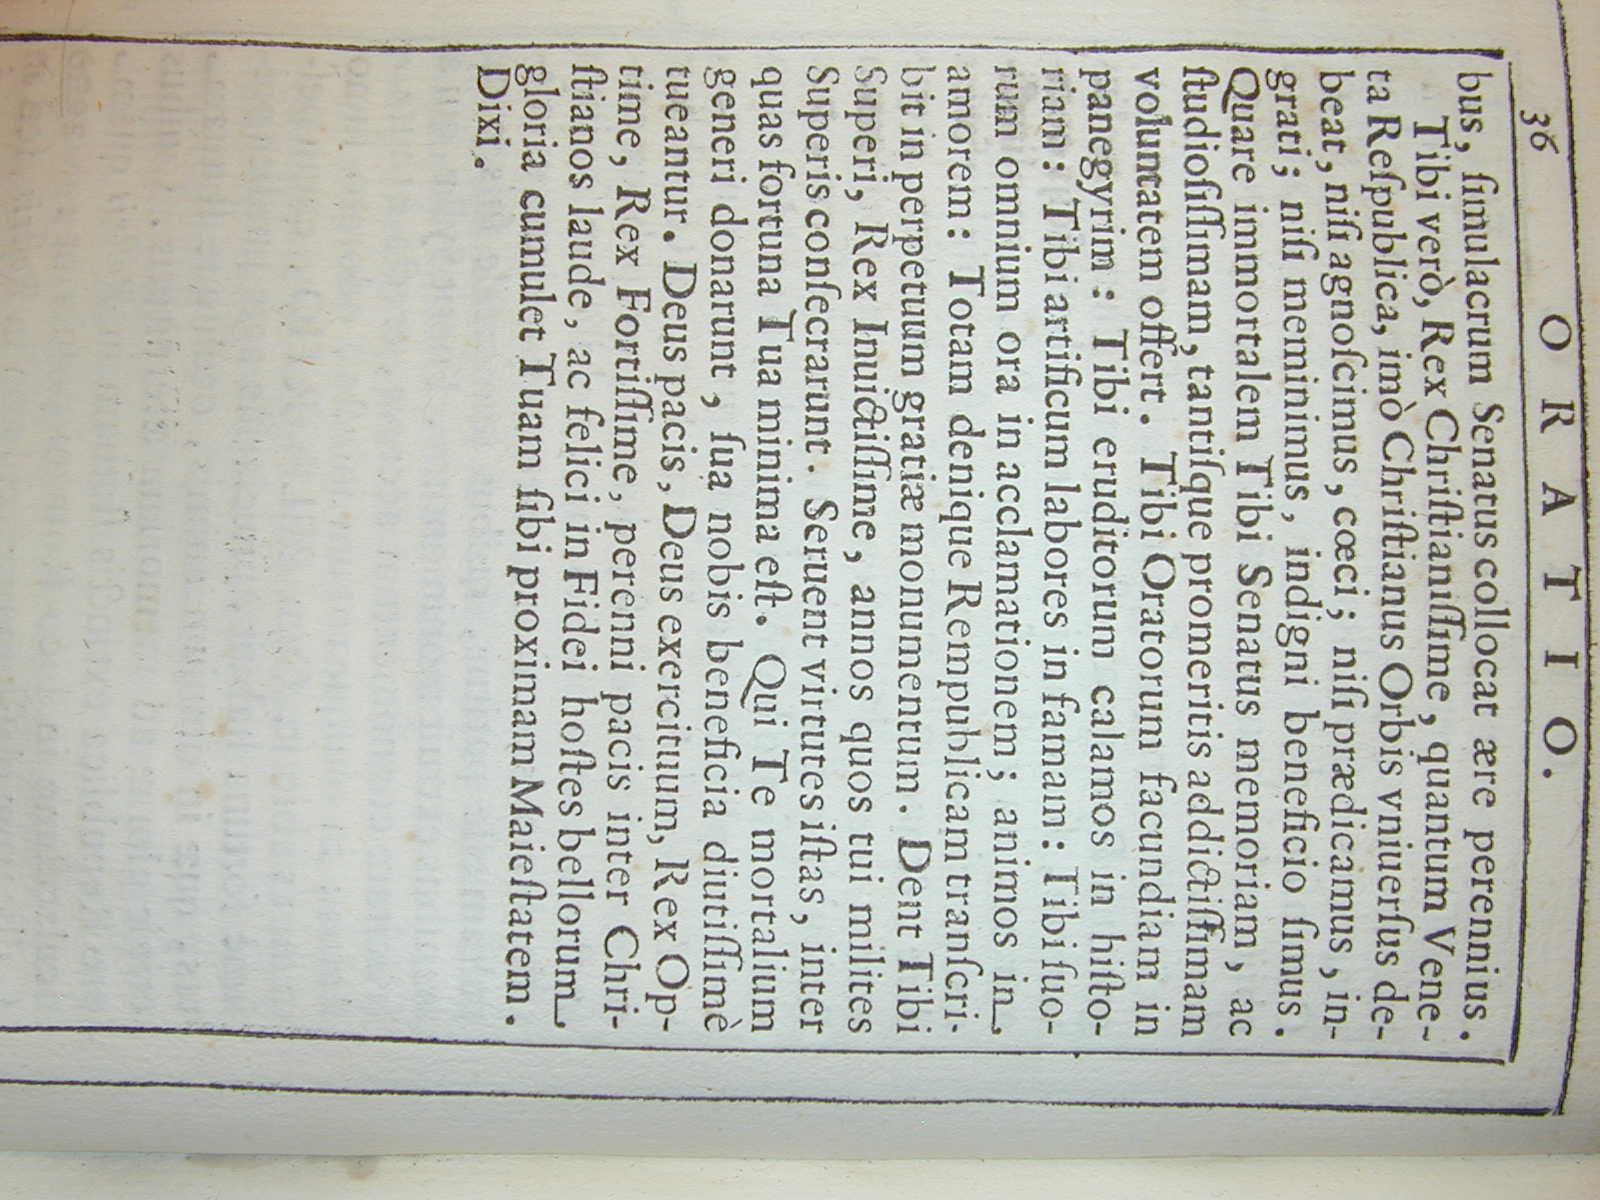 36 ORATIO.
bus, ſimulacrum Senatus collocat ære perennius.
Tibi verò, Rex Chriſtianiſſime, quantum Vene-
ta Reſpublica, imò Chriſtianus Orbis vniuerſus de-
beat, niſi agnoſcimus, cœci; niſi prædicamus, in-
grati; niſi meminimus, indigni beneficio ſimus.
Quare immortalem Tibi Senatus memoriam, ac
ſtudioſiſſimam, tantiſque promeritis addictiſſimam
voluntatem offert. Tibi Oratorum facundiam in
panegyrim: Tibi eruditorum calamos in hiſto-
riam: Tibi artificum labores in famam: Tibi ſuo-
rum omnium ora in acclamationem; animos in
amorem: Totam denique Rempublicam tranſcri-
bit in perpetuum gratiæ monumentum. Dent Tibi
Superi, Rex Inuictiſſime, annos quos tui milites
Superis conſecrarunt. Seruent virtutes iſtas, inter
quas fortuna Tua minima eſt. Qui Te mortalium
generi donarunt, ſua nobis beneficia diutiſſimè
tueantur. Deus pacis, Deus exercituum, Rex Op-
time, Rex Fortiſſime, perenni pacis inter Chri-
ſtianos laude, ac felici in Fidei hoſtes bellorum
gloria cumulet Tuam ſibi proximam Maieſtatem.
Dixi.